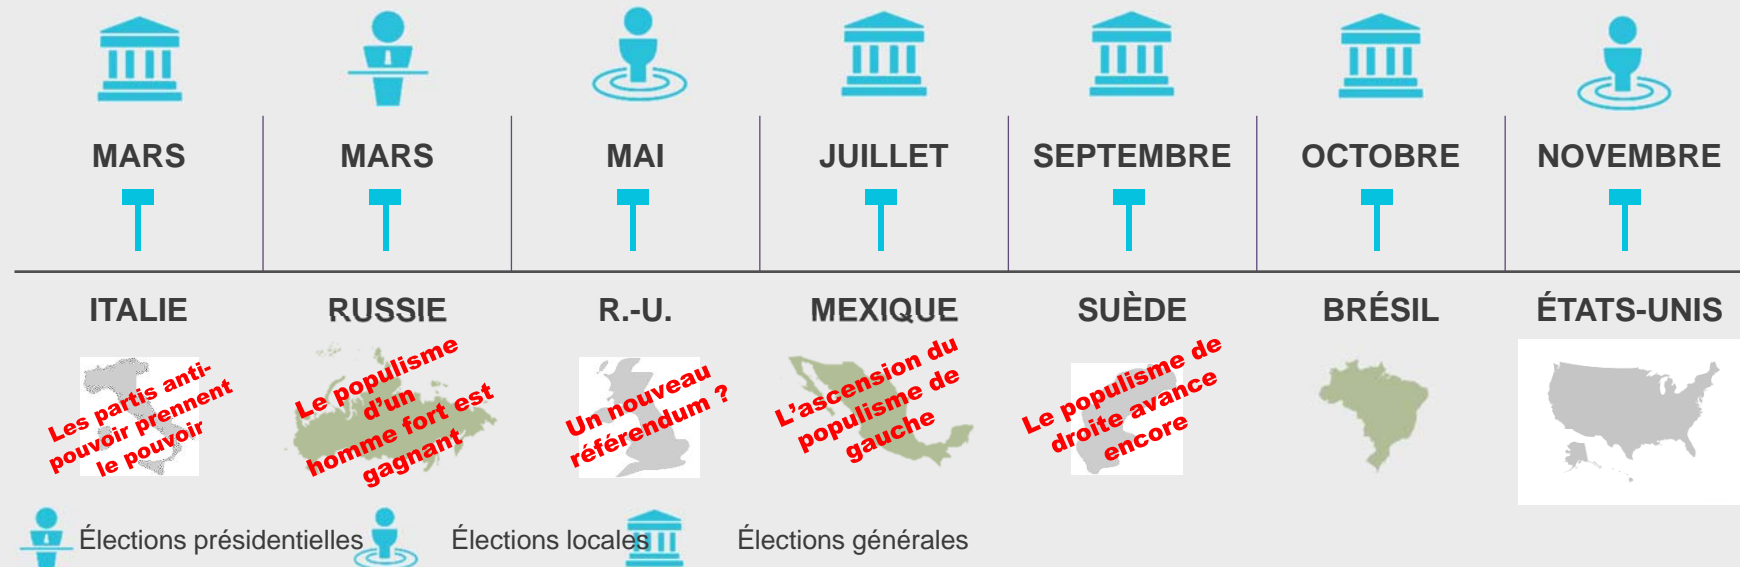 MARS
MARS
MAI
JUILLET
SEPTEMBRE
OCTOBRE
NOVEMBRE
ITALIE
RUSSIE
R.-U.
MEXIQUE
SUÈDE
BRÉSIL
ÉTATS-UNIS
Les partis anti-
pouvoir prennent
le pouvoir
Le populisme
d'un
homme fort est
gagnant
Un nouveau
référendum ?
L'ascension du
populisme de
gauche
Le populisme de
droite avance
encore
Élections présidentielles
Élections locales
Élections générales